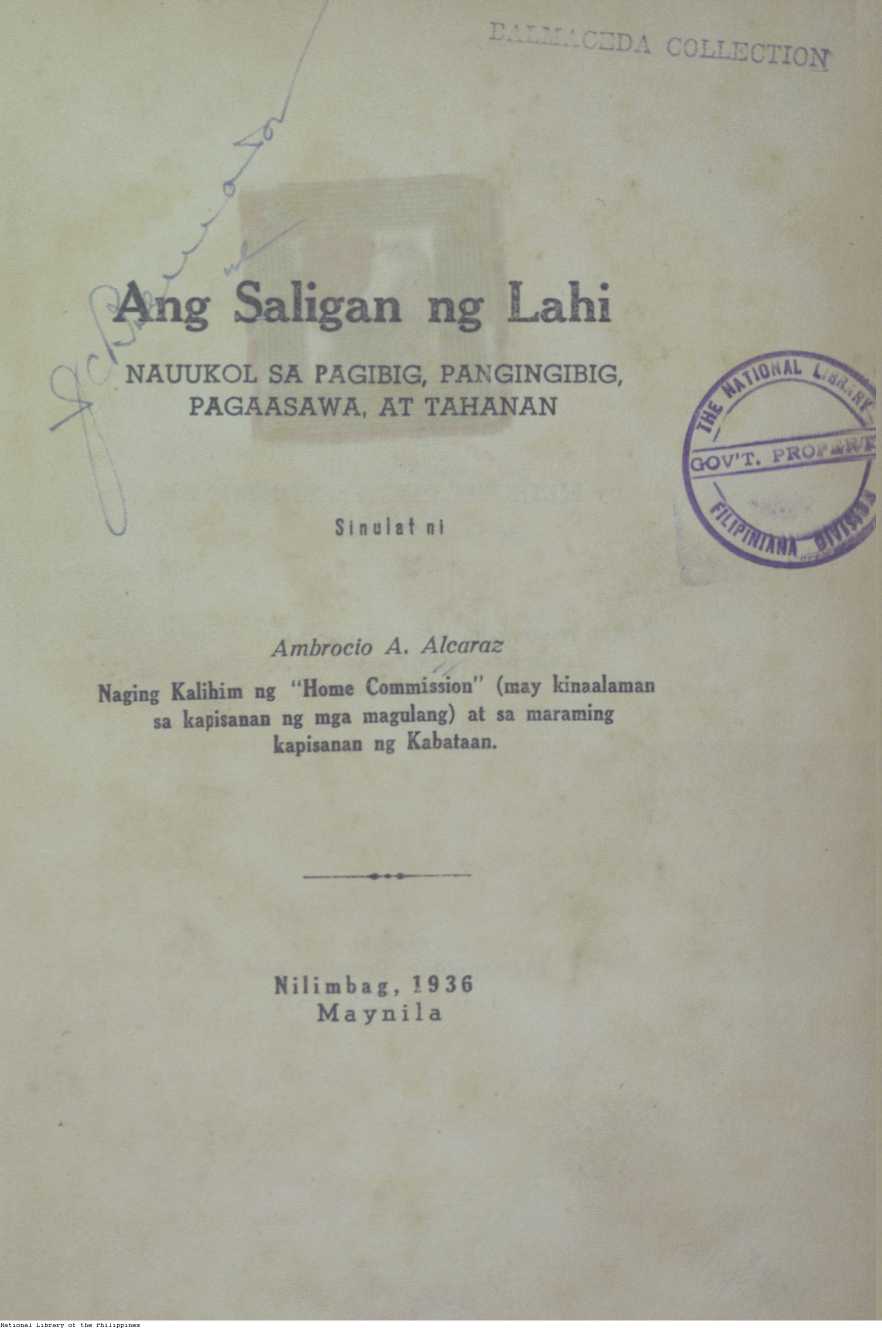 BALMACEDA COLLECTION
Ang Saligan ng Lahi
NAUUKOL SA PAGIBIG, PANGINGIBIG,
PAGAASAWA, AT TAHANAN
THE NATIONAL LIBRARY
GOV'T. PROPERTY
FILIPINIANA DIVISION
Sinulat ni
Ambrocio A. Alcaraz
Naging Kalihim ng "Home Commission" (may kinaalaman
sa kapisanan ng mga magulang) at sa maraming
kapisanan ng Kabataan.
Nilimbag, 1936
Maynila
National Library of the Philippines